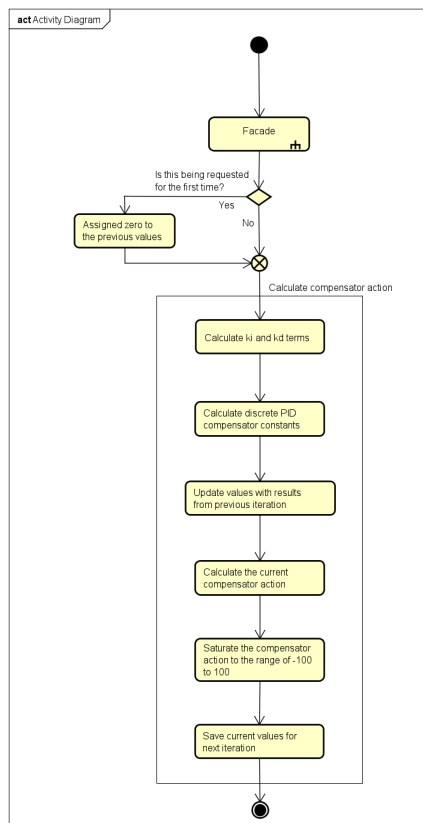 act Activity Diagram
Facade
Is this being requested
for the first time?
Yes
Assigned zero to
the previous values
No
Calculate compensator action
Calculate ki and kd terms
Calculate discrete PID
compensator constants
Update values with results
from previous iteration
Calculate the current
compensator action
Saturate the compensator
action to the range of -100
to 100
Save current values for
next iteration